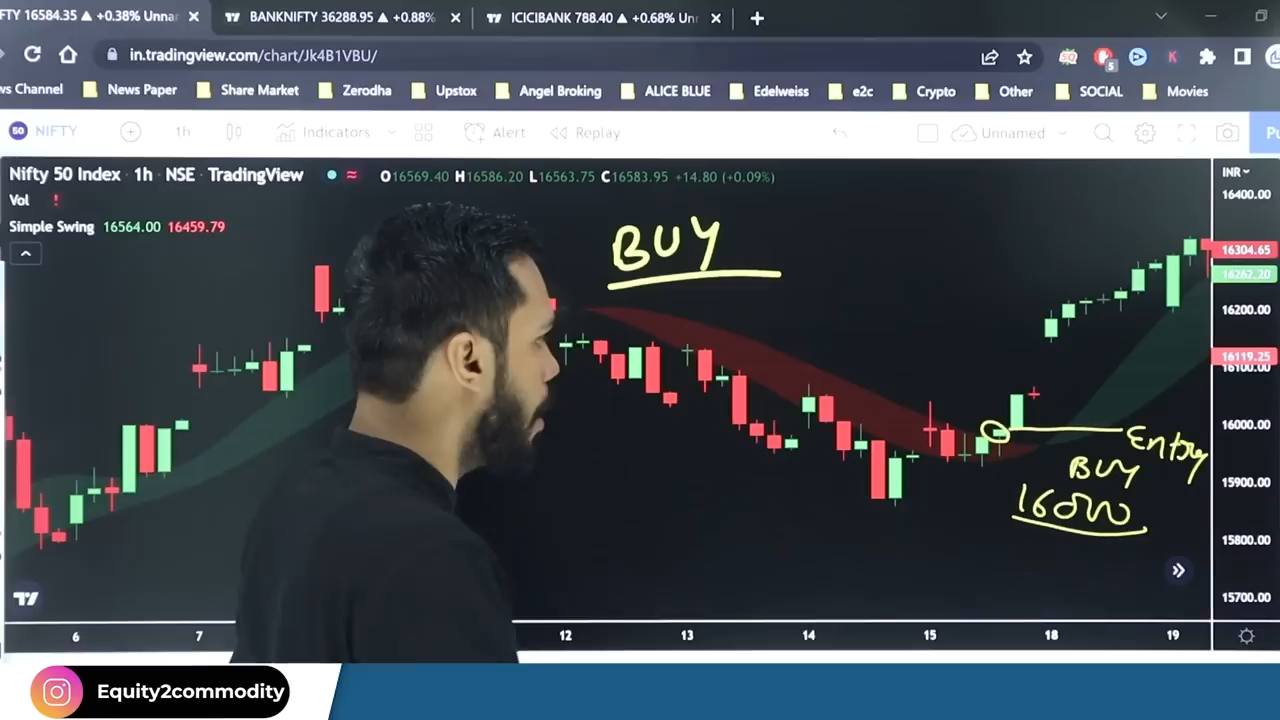 FTY 16584.35 ▲ +0.38% Unna
BANKNIFTY 36288.95 ▲ +0.88%
ICICIBANK 788.40 ▲ +0.68% Unn
in.tradingview.com/chart/Jk4B1VBU/
5
K
ws Channel
News Paper
Share Market
Zerodha
Upstox
Angel Broking
ALICE BLUE
Edelweiss
e2c
Crypto
Other
SOCIAL
Movies
50 NIFTY
1h
Indicators
Alert
Replay
Unnamed
Pu
Nifty 50 Index · 1h · NSE · TradingView
O16569.40 H16586.20 L16563.75 C16583.95 +14.80 (+0.09%)
INR
Vol !
Simple Swing 16564.00 16459.79
BUY
Entry
BUY
16000
16400.00
16304.65
16262.20
16200.00
16119.25
16100.00
16000.00
15900.00
15800.00
15700.00
6 7 12 13 14 15 18 19
Equity2commodity